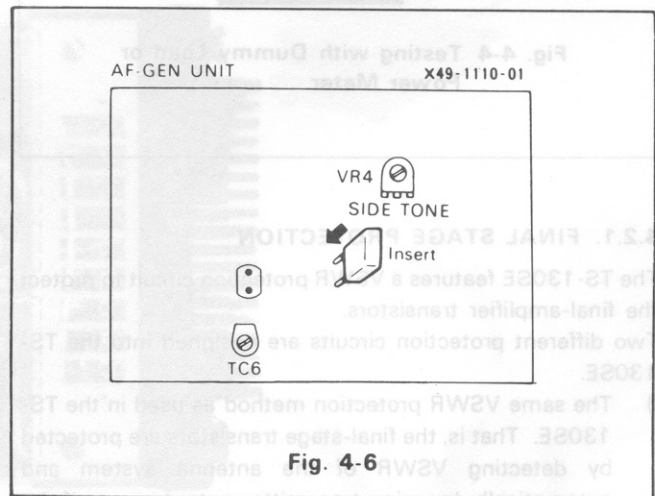 AF-GEN UNIT X49-1110-01
VR4
SIDE TONE
Insert
TC6
Fig. 4-6
Fig. 4-4 Testing with Dummy-Load or
Power Meter
3.2.1. FINAL STAGE PROTECTION
The TS-130SE features a VSWR protection circuit to protect
the final-amplifier transistors.
Two different protection circuits are designed into the TS-
130SE.
The same VSWR protection method as used in the TS-
130SE. That is, the final-stage transistors are protected
by detecting VSWR of the antenna system and